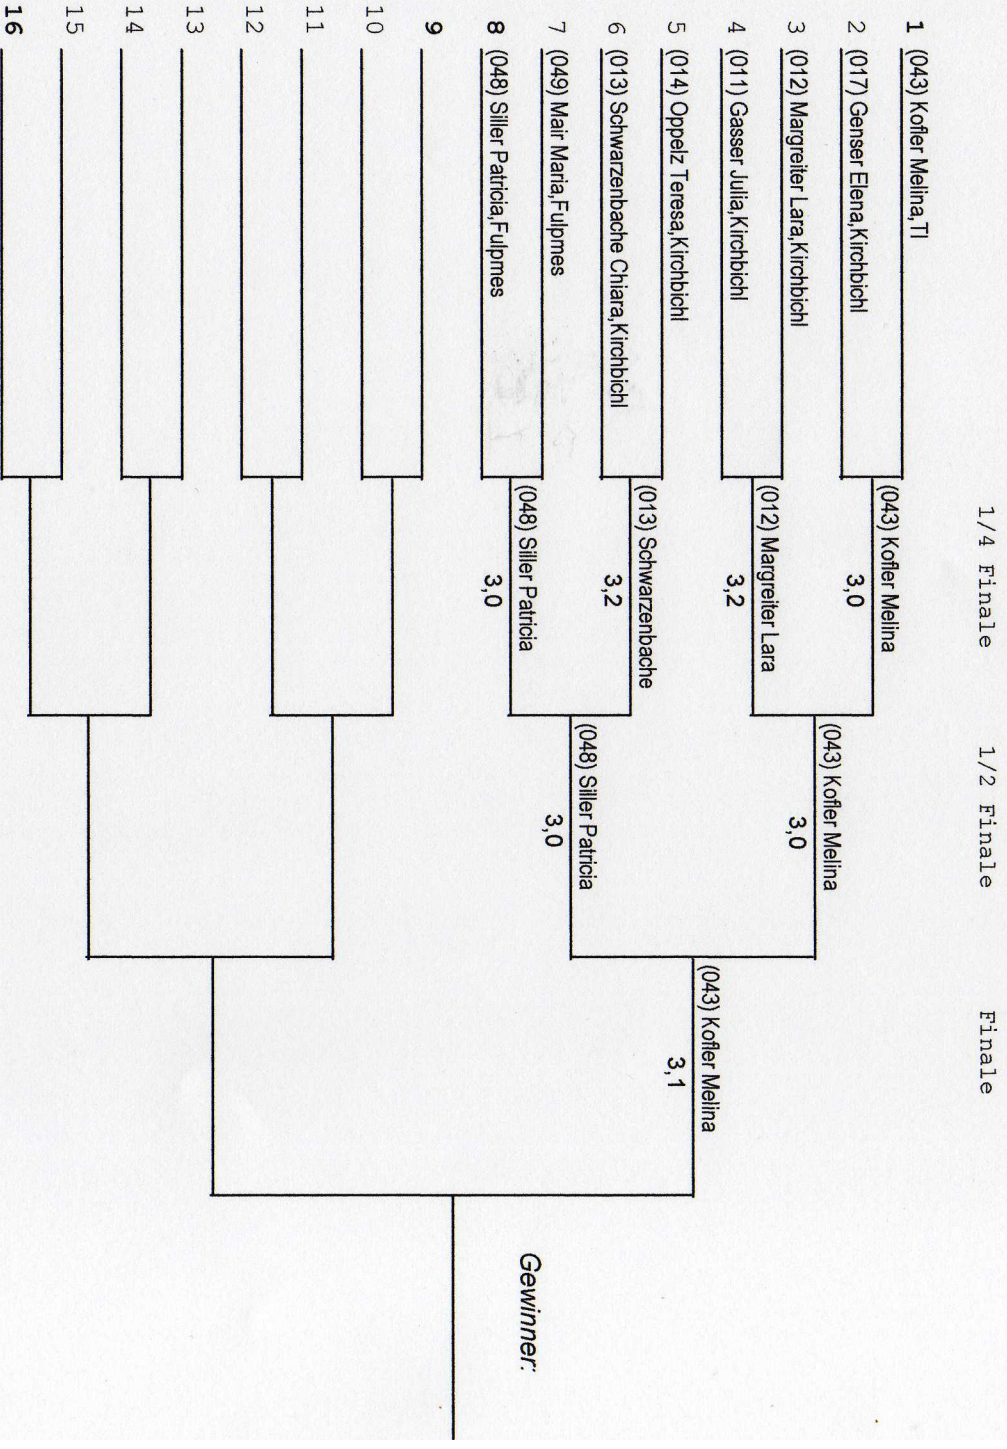 1/4 Finale 1/2 Finale Finale
1 (043) Kofler Melina,TI
(043) Kofler Melina
3,0
2 (017) Genser Elena,Kirchbichl
(043) Kofler Melina
3,0
3 (012) Margreiter Lara,Kirchbichl
(012) Margreiter Lara
3,2
4 (011) Gasser Julia,Kirchbichl
(043) Kofler Melina
3,1
5 (014) Oppelz Teresa,Kirchbichl
(013) Schwarzenbache
3,2
6 (013) Schwarzenbache Chiara,Kirchbichl
(048) Siller Patricia
3,0
7 (049) Mair Maria,Fulpmes
(048) Siller Patricia
3,0
8 (048) Siller Patricia,Fulpmes
Gewinner:
9
10
11
12
13
14
15
16